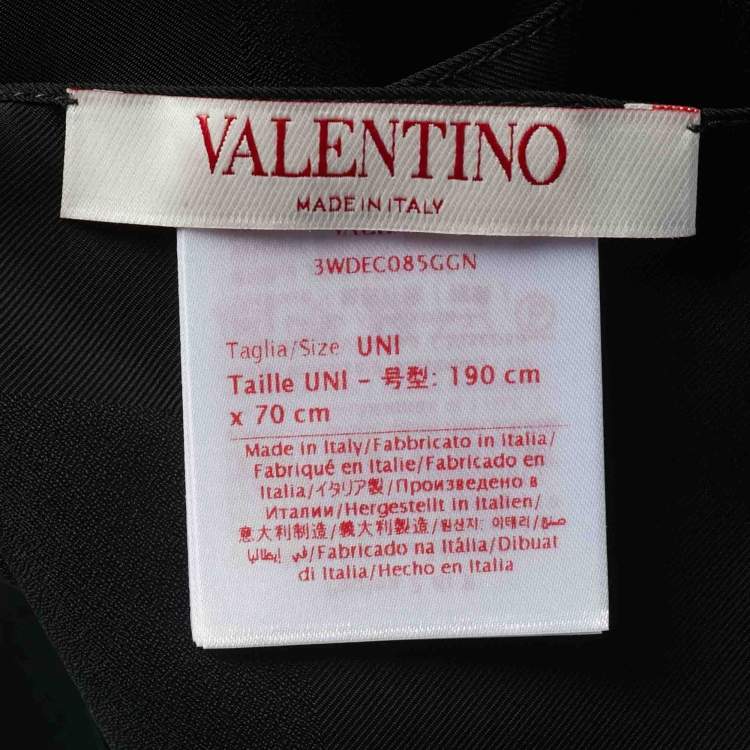 VALENTINO
MADE IN ITALY
3WDEC085GGN
Taglia/Size UNI
Taille UNI - 号型: 190 cm
x 70 cm
Made in Italy/Fabbricato in Italia/
Fabriqué en Italie/Fabricado en
Italia/イタリア製/Произведено в
Италии/Hergestellt in Italien/
意大利制造/義大利製造/원산지: 이태리/صنع
في إيطاليا/Fabricado na Itália/Dibuat
di Italia/Hecho en Italia